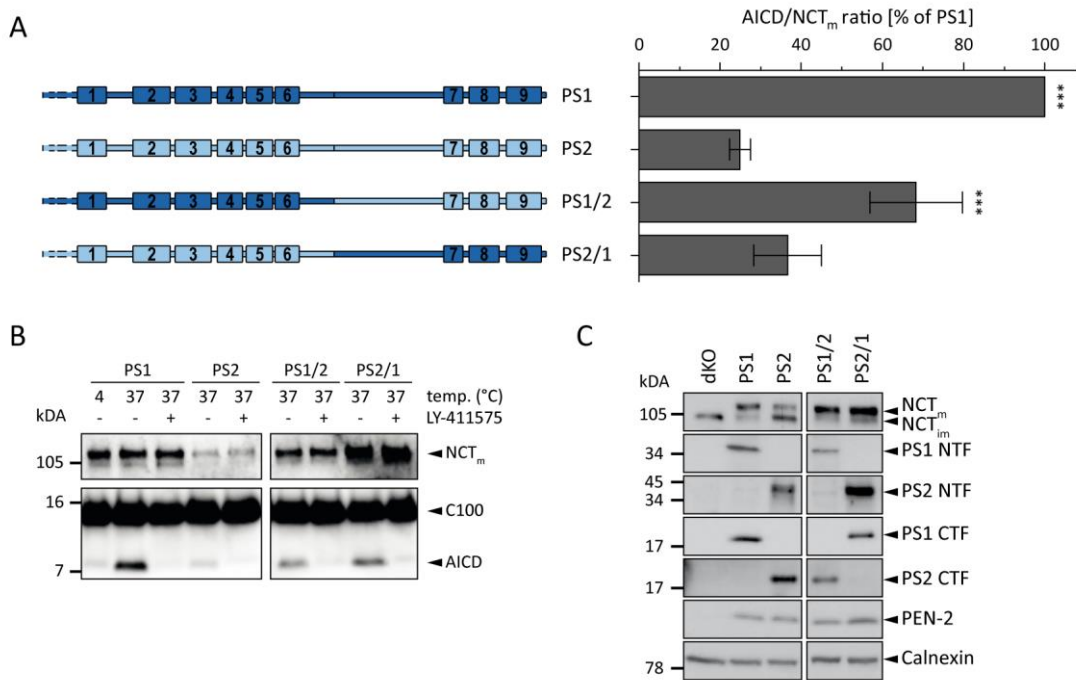 A
AICD/NCTm ratio [% of PS1]
0 20 40 60 80 100
1 2 3 4 5 6 7 8 9 PS1 ***
1 2 3 4 5 6 7 8 9 PS2
1 2 3 4 5 6 7 8 9 PS1/2 ***
1 2 3 4 5 6 7 8 9 PS2/1
B
PS1 PS2 PS1/2 PS2/1
4 37 37 37 37 37 37 37 37 temp. (°C)
kDA - - + - + - + - + LY-411575
105 NCTm
16 C100
7 AICD
C
kDA dKO PS1 PS2 PS1/2 PS2/1
105 NCTm
NCTim
34 PS1 NTF
45
34 PS2 NTF
17 PS1 CTF
17 PS2 CTF
PEN-2
78 Calnexin